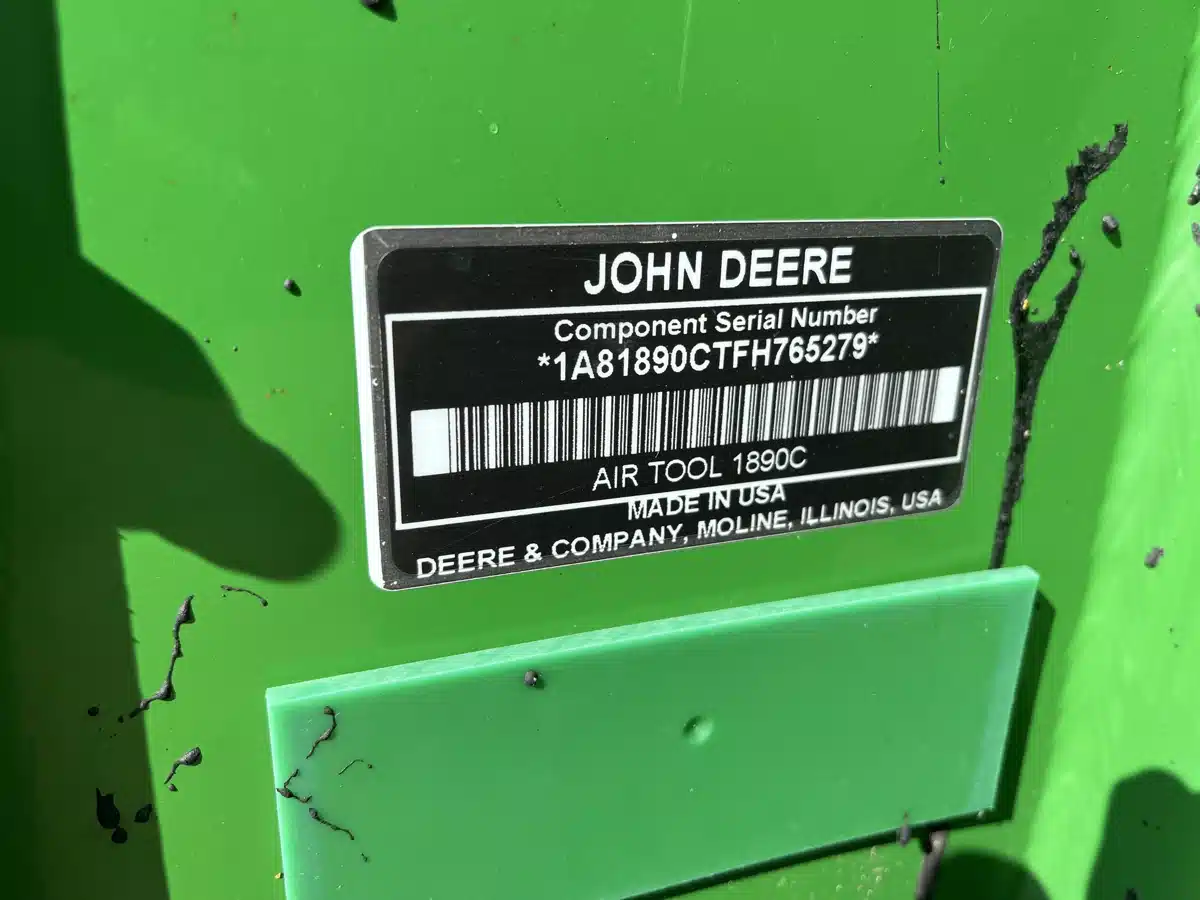 JOHN DEERE
Component Serial Number
*1A81890CTFH765279*
AIR TOOL 1890C
MADE IN USA
DEERE & COMPANY, MOLINE, ILLINOIS, USA